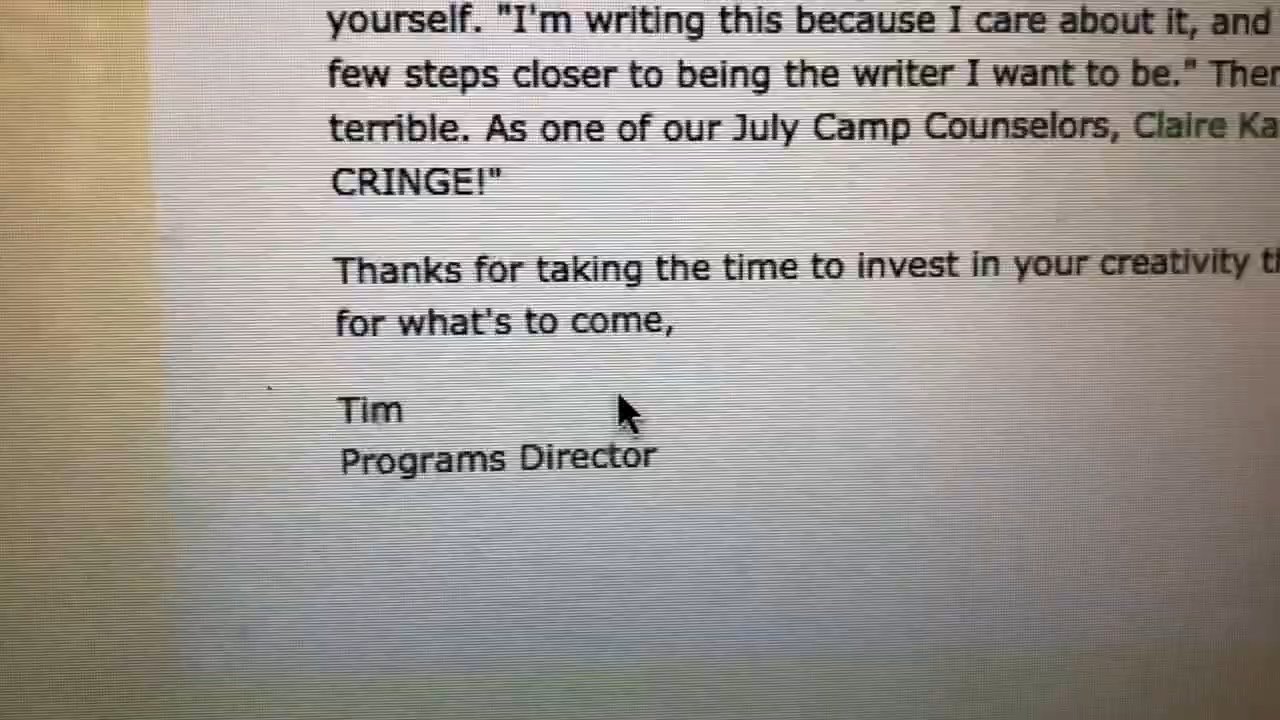 yourself. "I'm writing this because I care about it, and
few steps closer to being the writer I want to be."
terrible. As one of our July Camp Counselors, Claire
CRINGE!"
Thanks for taking the time to invest in your creativity
for what's to come,
Tim
Programs Director